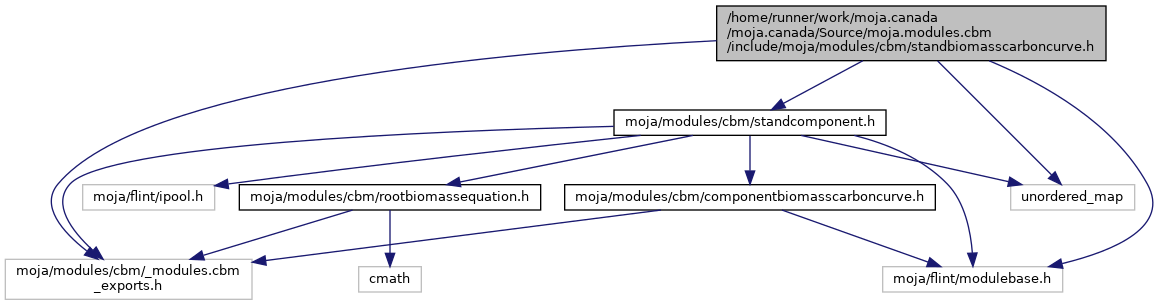 /home/runner/work/moja.canada
/moja.canada/Source/moja.modules.cbm
/include/moja/modules/cbm/standbiomasscarboncurve.h
moja/modules/cbm/standcomponent.h
moja/flint/ipool.h
moja/modules/cbm/rootbiomassequation.h
moja/modules/cbm/componentbiomasscarboncurve.h
unordered_map
moja/modules/cbm/_modules.cbm
_exports.h
cmath
moja/flint/modulebase.h